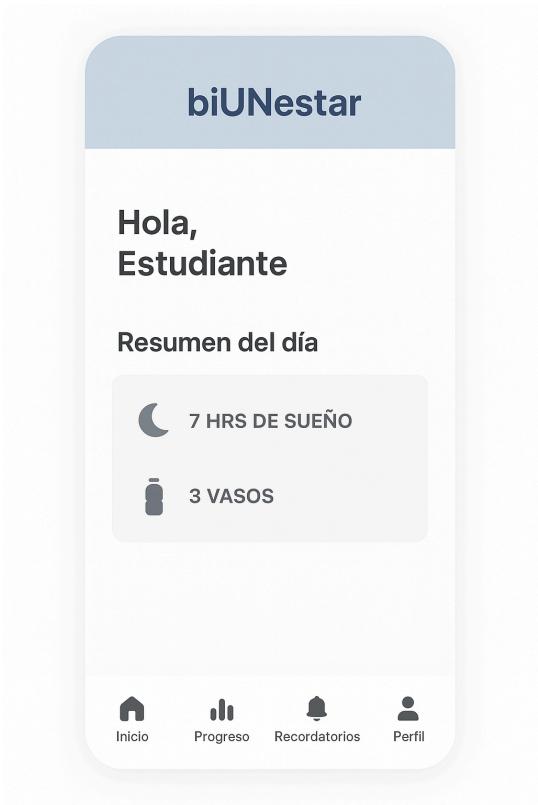 biUNestar
Hola,
Estudiante
Resumen del día
7 HRS DE SUEÑO
3 VASOS
Inicio
Progreso
Recordatorios
Perfil